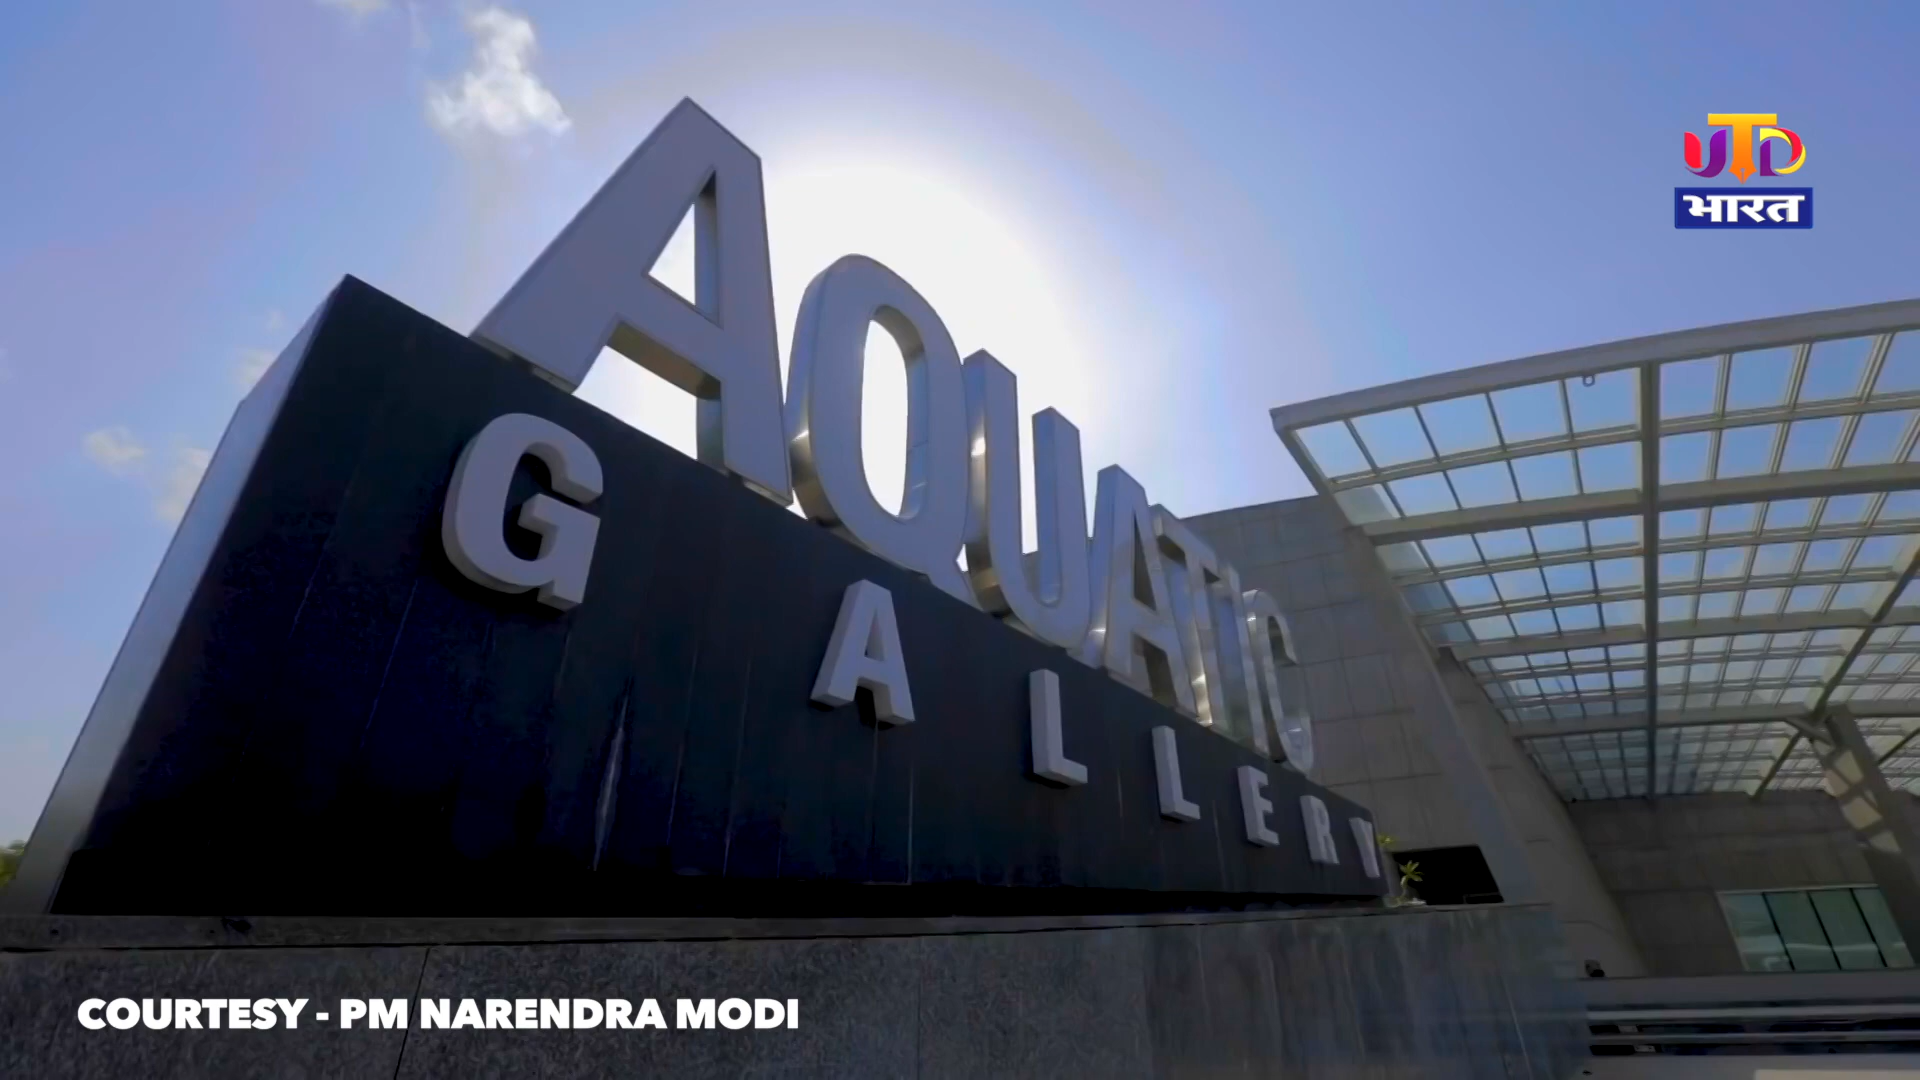 UTD
भारत
AQUATIC
GALLERY
COURTESY - PM NARENDRA MODI